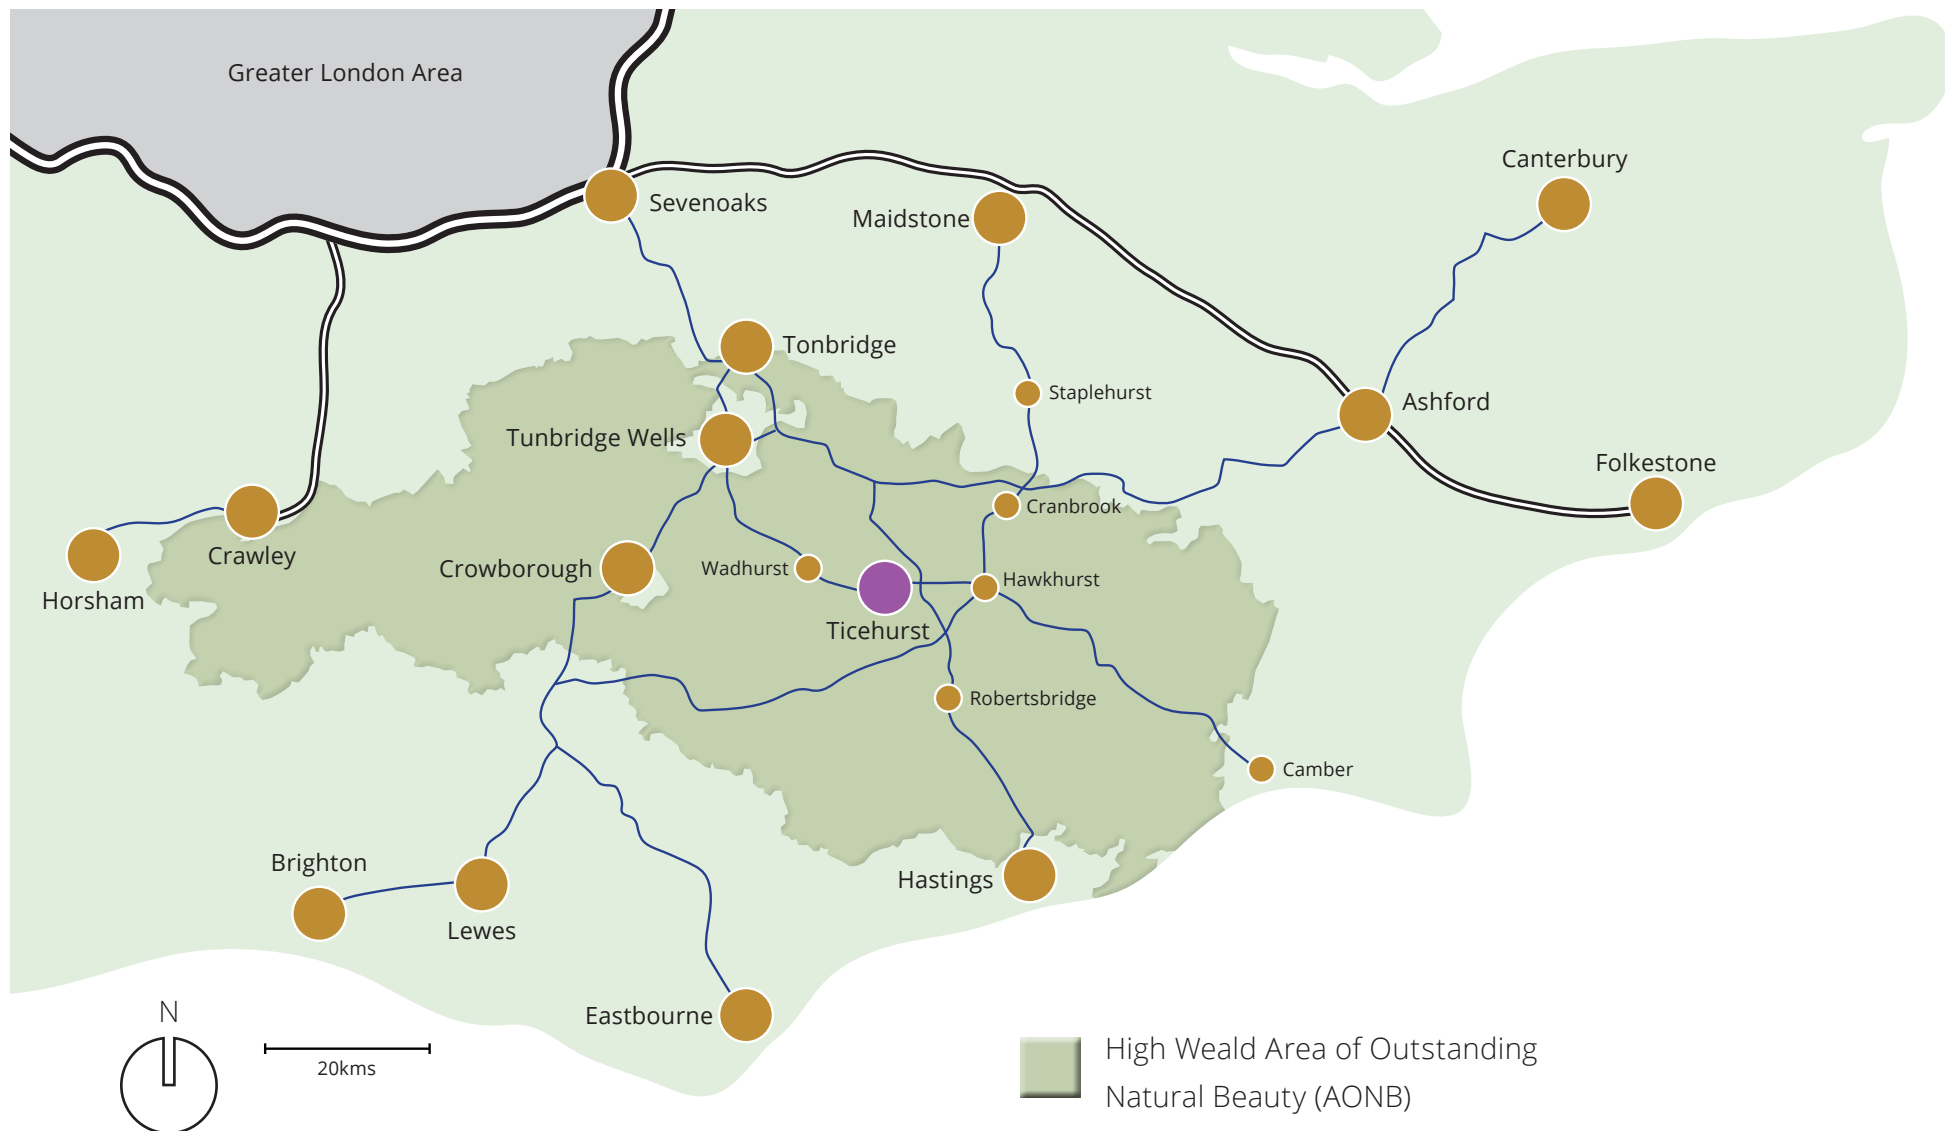 Greater London Area
Canterbury
Sevenoaks
Maidstone
Tonbridge
Staplehurst
Ashford
Tunbridge Wells
Folkestone
Cranbrook
Crawley
Horsham
Crowborough
Wadhurst
Hawkhurst
Ticehurst
Robertsbridge
Camber
Brighton
Hastings
Lewes
Eastbourne
N
20kms
High Weald Area of Outstanding
Natural Beauty (AONB)